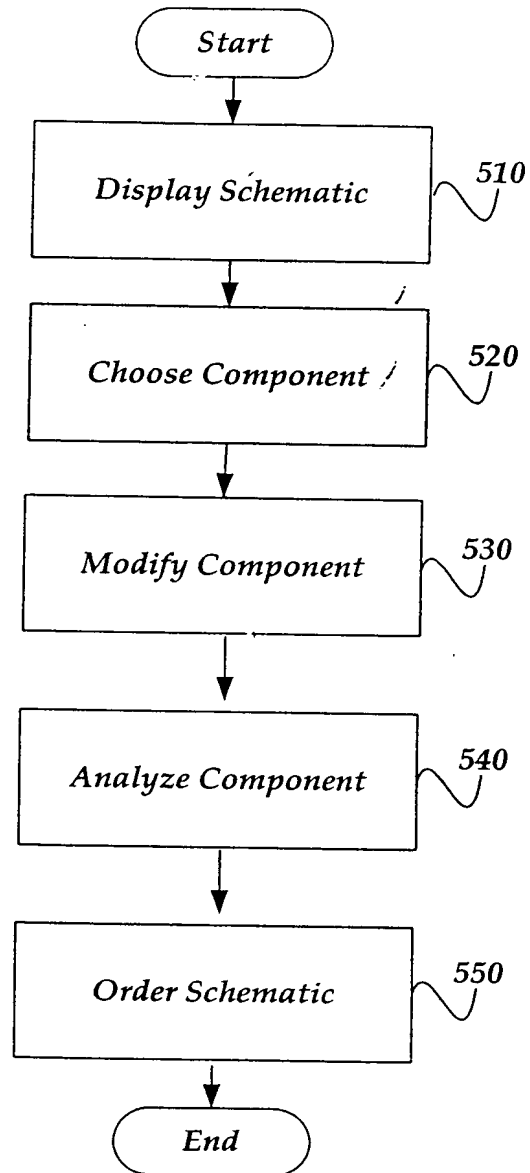 Start
Display Schematic
510
Choose Component
520
Modify Component
530
Analyze Component
540
Order Schematic
550
End